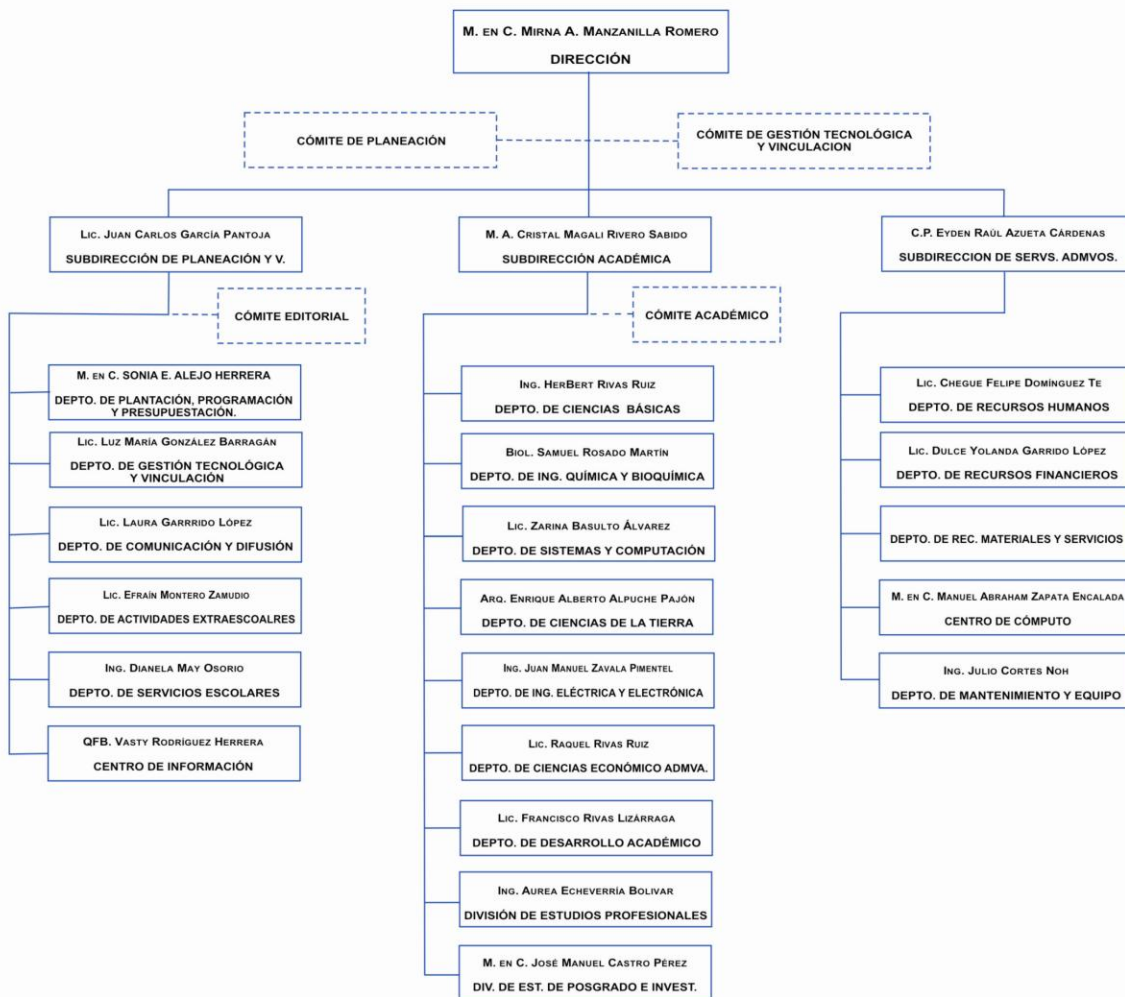 M. en C. Mirna A. Manzanilla Romero
DIRECCIÓN
CÓMITE DE PLANEACIÓN
CÓMITE DE GESTIÓN TECNOLÓGICA
Y VINCULACION
Lic. Juan Carlos García Pantoja
SUBDIRECCIÓN DE PLANEACIÓN Y V.
M. A. Cristal Magali Rivero Sabido
SUBDIRECCIÓN ACADÉMICA
C.P. Eyden Raúl Azueta Cárdenas
SUBDIRECCION DE SERVS. ADMVOS.
CÓMITE EDITORIAL
CÓMITE ACADÉMICO
M. en C. SONIA E. ALEJO HERRERA
DEPTO. DE PLANTACIÓN, PROGRAMACIÓN
Y PRESUPUESTACIÓN.
Lic. Luz María González Barragán
DEPTO. DE GESTIÓN TECNOLÓGICA
Y VINCULACIÓN
Lic. Laura Garrrido López
DEPTO. DE COMUNICACIÓN Y DIFUSIÓN
Lic. Efraín Montero Zamudio
DEPTO. DE ACTIVIDADES EXTRAESCOALRES
Ing. Dianela May Osorio
DEPTO. DE SERVICIOS ESCOLARES
QFB. Vasty Rodríguez Herrera
CENTRO DE INFORMACIÓN
Ing. HerBert Rivas Ruiz
DEPTO. DE CIENCIAS BÁSICAS
Biol. Samuel Rosado Martín
DEPTO. DE ING. QUÍMICA Y BIOQUÍMICA
Lic. Zarina Basulto Álvarez
DEPTO. DE SISTEMAS Y COMPUTACIÓN
Arq. Enrique Alberto Alpuche Pajón
DEPTO. DE CIENCIAS DE LA TIERRA
Ing. Juan Manuel Zavala Pimentel
DEPTO. DE ING. ELÉCTRICA Y ELECTRÓNICA
Lic. Raquel Rivas Ruiz
DEPTO. DE CIENCIAS ECONÓMICO ADMVA.
Lic. Francisco Rivas Lizárraga
DEPTO. DE DESARROLLO ACADÉMICO
Ing. Aurea Echeverría Bolivar
DIVISIÓN DE ESTUDIOS PROFESIONALES
M. en C. José Manuel Castro Pérez
DIV. DE EST. DE POSGRADO E INVEST.
Lic. Chegue Felipe Domínguez Te
DEPTO. DE RECURSOS HUMANOS
Lic. Dulce Yolanda Garrido López
DEPTO. DE RECURSOS FINANCIEROS
DEPTO. DE REC. MATERIALES Y SERVICIOS
M. en C. Manuel Abraham Zapata Encalada
CENTRO DE CÓMPUTO
Ing. Julio Cortes Noh
DEPTO. DE MANTENIMIENTO Y EQUIPO